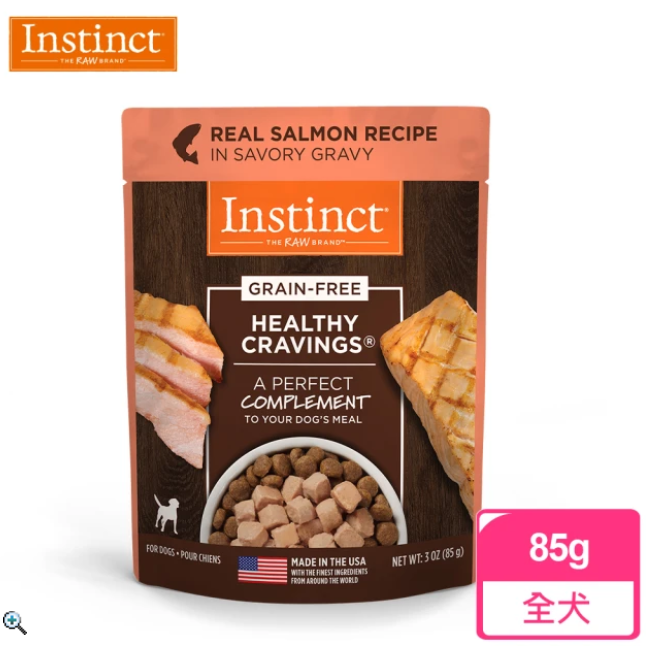 Instinct®
THE RAW BRAND®
REAL SALMON RECIPE
IN SAVORY GRAVY
Instinct®
THE RAW BRAND™
GRAIN-FREE
HEALTHY
CRAVINGS®
A PERFECT
COMPLEMENT
TO YOUR DOG'S MEAL
FOR DOGS • POUR CHIENS
MADE IN THE USA
WITH THE FINEST INGREDIENTS
FROM AROUND THE WORLD
NET WT: 3 OZ (85 g)
85g
全犬